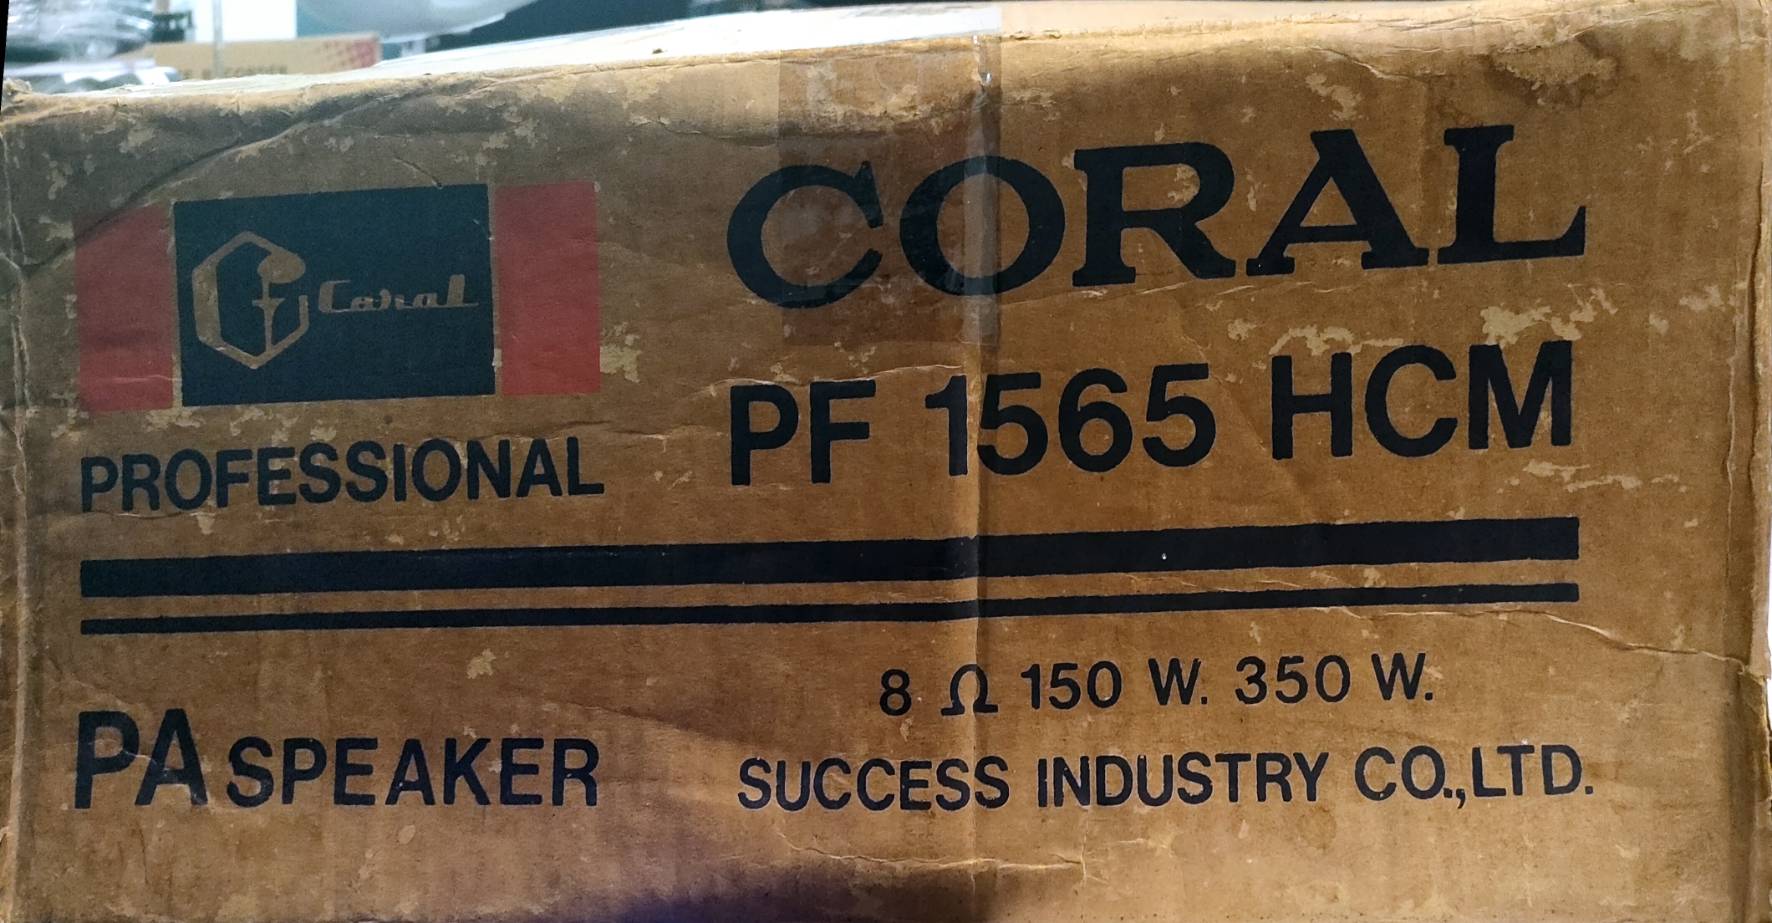 Coral
CORAL
PF 1565 HCM
PROFESSIONAL
8 Ω 150 W. 350 W.
PA SPEAKER
SUCCESS INDUSTRY CO.,LTD.